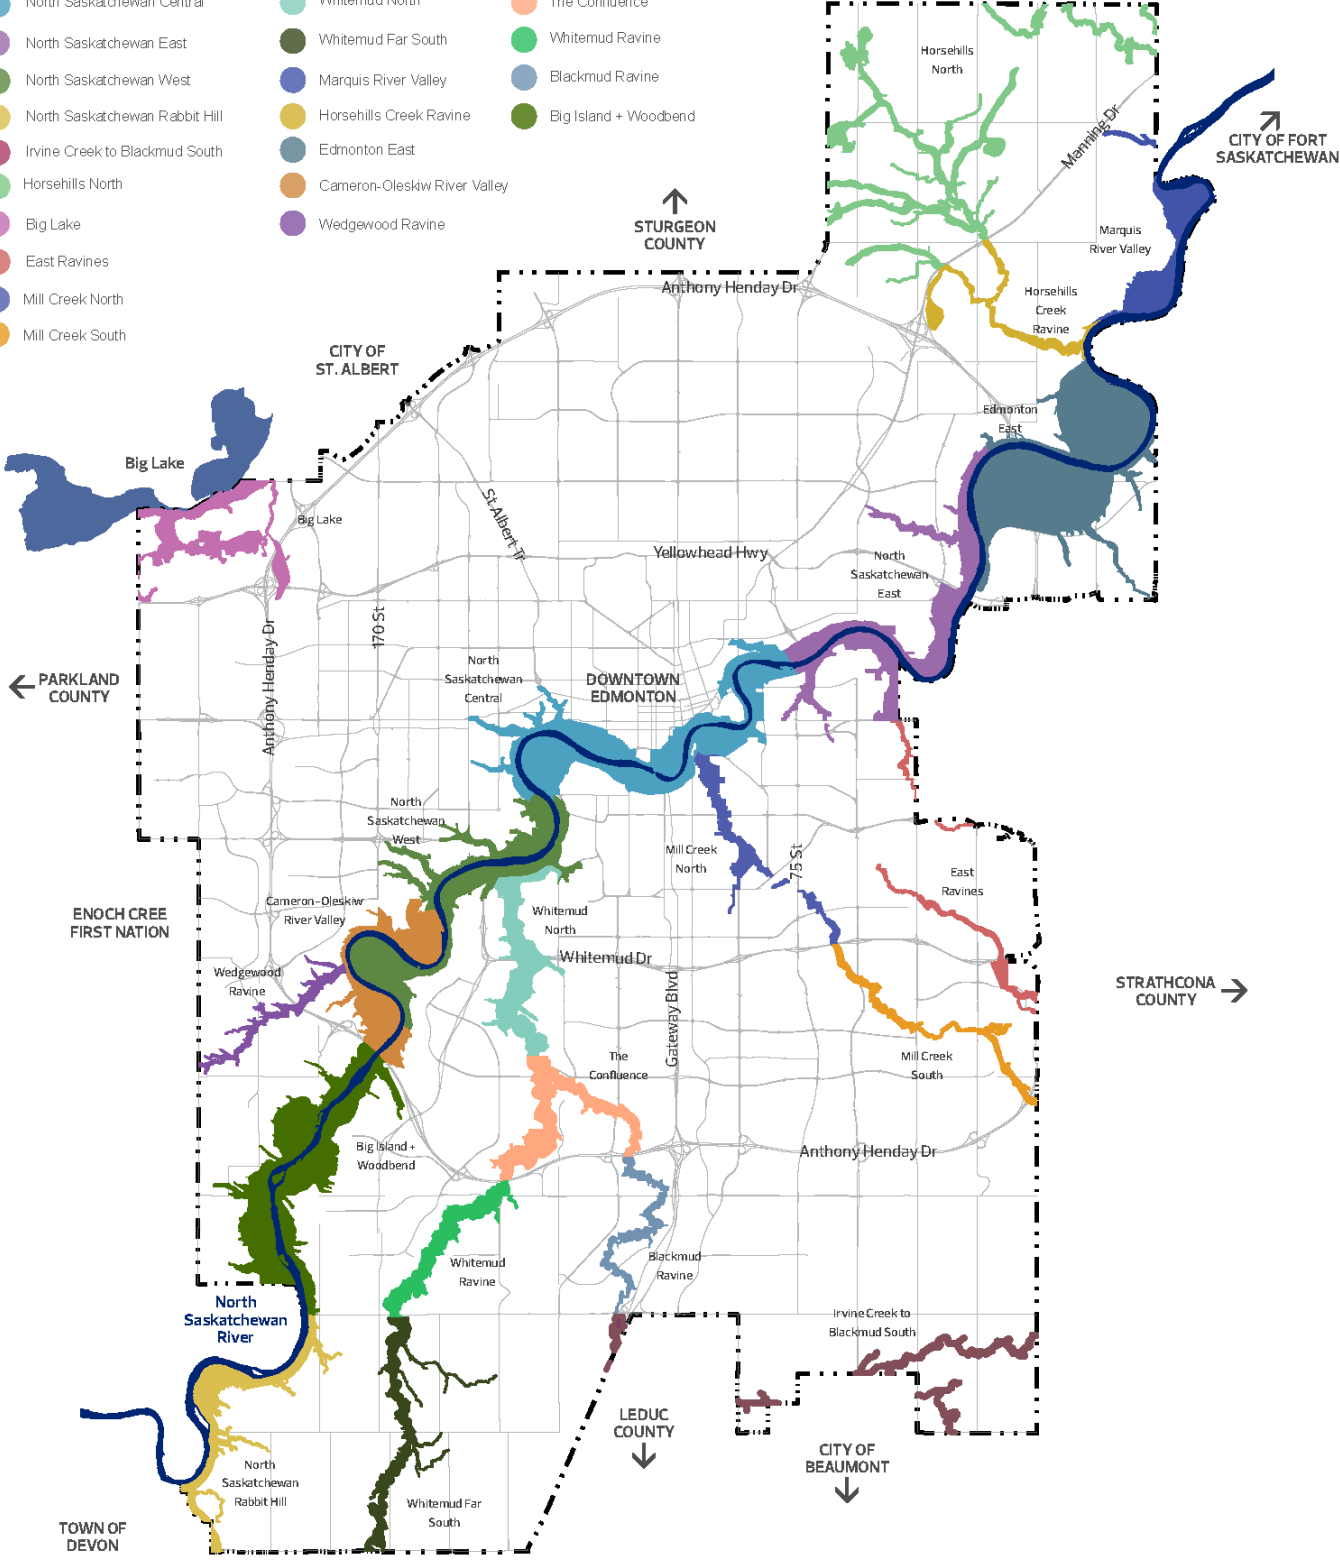 North Saskatchewan Central
North Saskatchewan East
North Saskatchewan West
North Saskatchewan Rabbit Hill
Irvine Creek to Blackmud South
Horsehills North
Big Lake
East Ravines
Mill Creek North
Mill Creek South
Whitemud North
Whitemud Far South
Marquis River Valley
Horsehills Creek Ravine
Edmonton East
Cameron-Oleskiw River Valley
Wedgewood Ravine
The Confluence
Whitemud Ravine
Blackmud Ravine
Big Island + Woodbend
Horsehills
North
Manning Dr
CITY OF FORT
SASKATCHEWAN
STURGEON
COUNTY
Marquis
River Valley
Anthony Henday Dr
Horsehills
Creek
Ravine
CITY OF
ST. ALBERT
Edmonton
East
Big Lake
Big Lake
St Albert Tr
Yellowhead Hwy
North
Saskatchewan
East
170 St
Anthony Henday Dr
North
Saskatchewan
Central
DOWNTOWN
EDMONTON
PARKLAND
COUNTY
North
Saskatchewan
West
Mill Creek
North
75 St
East
Ravines
Cameron-Oleskiw
River Valley
ENOCH CREE
FIRST NATION
Whitemud
North
Whitemud Dr
Wedgewood
Ravine
Gateway Blvd
STRATHCONA
COUNTY
The
Confluence
Mill Creek
South
Big Island +
Woodbend
Anthony Henday Dr
Whitemud
Ravine
Blackmud
Ravine
North
Saskatchewan
River
Irvine Creek to
Blackmud South
LEDUC
COUNTY
CITY OF
BEAUMONT
North
Saskatchewan
Rabbit Hill
Whitemud Far
South
TOWN OF
DEVON